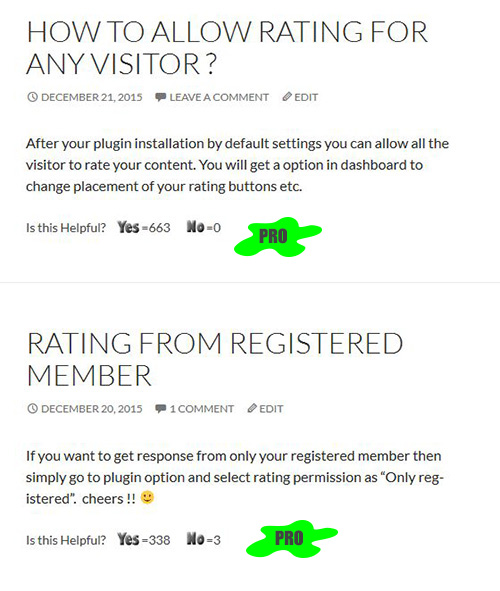 HOW TO ALLOW RATING FOR
ANY VISITOR?
DECEMBER 21, 2015 LEAVE A COMMENT EDIT
After your plugin installation by default settings you can allow all the
visitor to rate your content. You will get a option in dashboard to
change placement of your rating buttons etc.
Is this Helpful? Yes =663 No =0 PRO
RATING FROM REGISTERED
MEMBER
DECEMBER 20, 2015 1 COMMENT EDIT
If you want to get response from only your registered member then
simply go to plugin option and select rating permission as “Only reg-
istered”. cheers !! 🙂
Is this Helpful? Yes =338 No =3 PRO